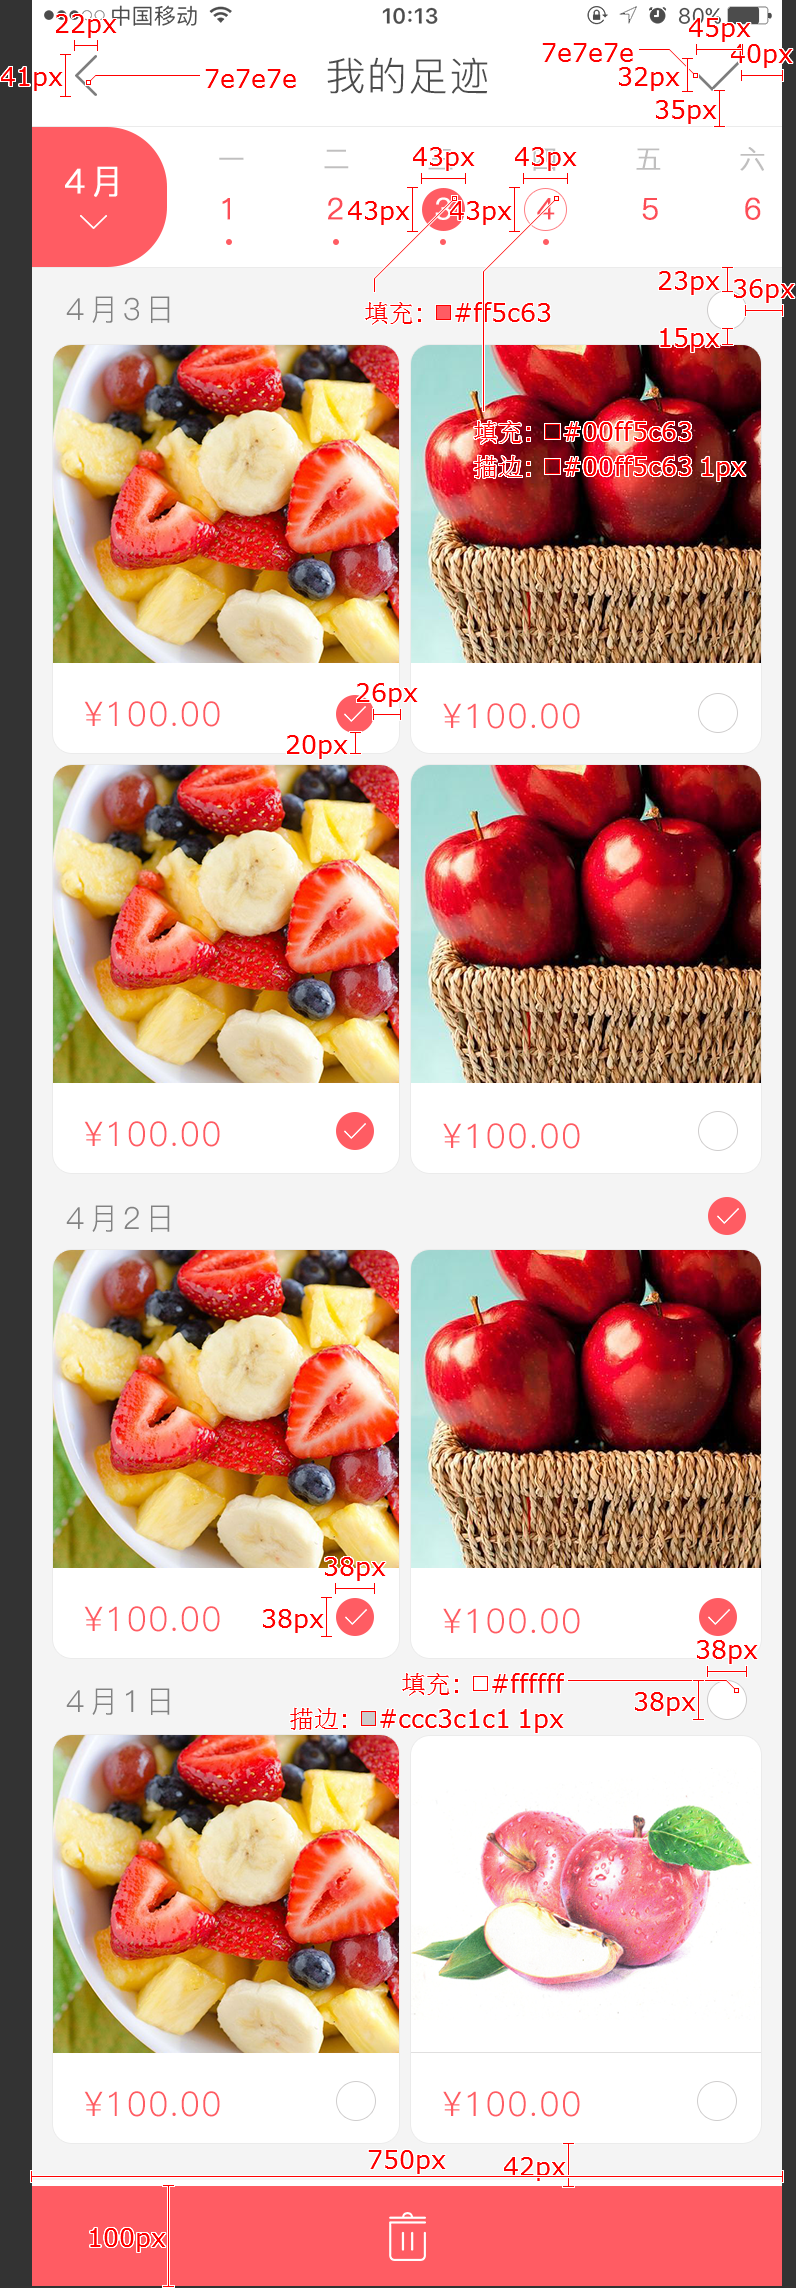 中国移动 10:13 80%
22px 45px
7e7e7e 40px
41px 7e7e7e 我的足迹 32px
35px
一 二 三 四 五 六
43px 43px
4月
1 2 43px 3 43px 4 5 6
23px
36px
4月3日 填充: #ff5c63
15px
填充: #00ff5c63
描边: #00ff5c63 1px
26px
¥100.00 ¥100.00
20px
¥100.00 ¥100.00
4月2日
38px
¥100.00 38px ¥100.00
38px
填充: #ffffff
4月1日 38px
描边: #ccc3c1c1 1px
¥100.00 ¥100.00
750px 42px
100px